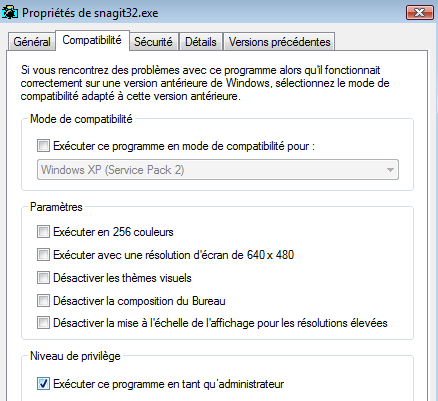 Propriétés de snagit32.exe
Général
Compatibilité
Sécurité
Détails
Versions précédentes
Si vous rencontrez des problèmes avec ce programme alors qu'il fonctionnait
correctement sur une version antérieure de Windows, sélectionnez le mode de
compatibilité adapté à cette version antérieure.
Mode de compatibilité
Exécuter ce programme en mode de compatibilité pour :
Windows XP (Service Pack 2)
Paramètres
Exécuter en 256 couleurs
Exécuter avec une résolution d'écran de 640 x 480
Désactiver les thèmes visuels
Désactiver la composition du Bureau
Désactiver la mise à l'échelle de l'affichage pour les résolutions élevées
Niveau de privilège
Exécuter ce programme en tant qu'administrateur